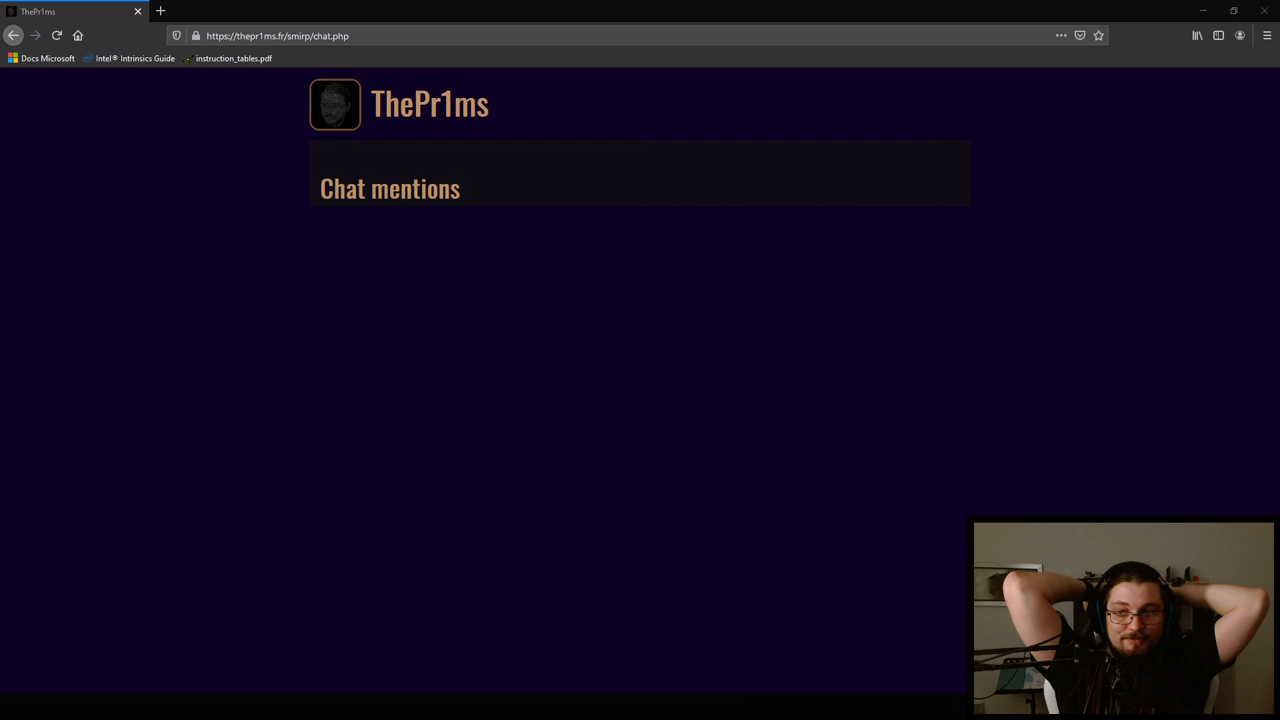 ThePr1ms
https://thepr1ms.fr/smirp/chat.php
Docs Microsoft
Intel® Intrinsics Guide
instruction_tables.pdf
ThePr1ms
Chat mentions